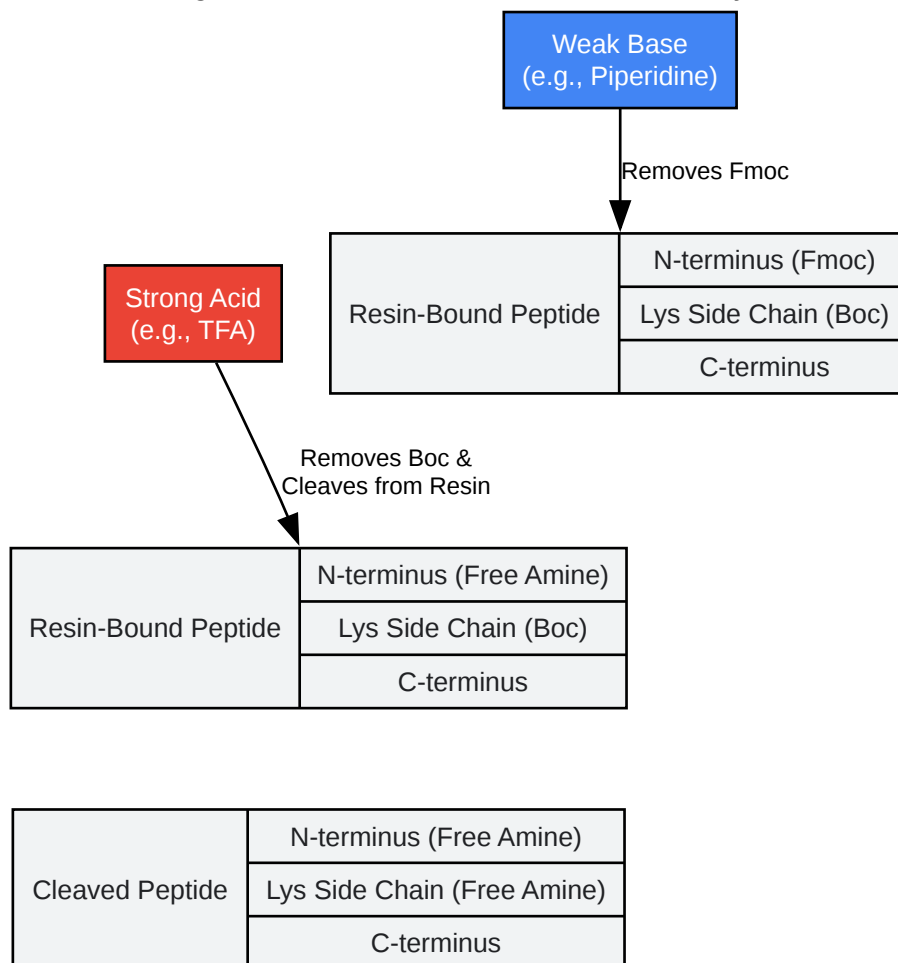 Weak Base
(e.g., Piperidine)
Removes Fmoc
Resin-Bound Peptide
N-terminus (Fmoc)
Lys Side Chain (Boc)
C-terminus
Strong Acid
(e.g., TFA)
Removes Boc &
Cleaves from Resin
Resin-Bound Peptide
N-terminus (Free Amine)
Lys Side Chain (Boc)
C-terminus
Cleaved Peptide
N-terminus (Free Amine)
Lys Side Chain (Free Amine)
C-terminus